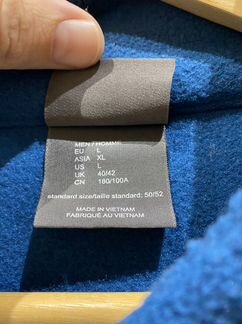 MEN / HOMME
EU L
ASIA XL
US L
UK 40/42
CN 180/100A
standard size/taille standard: 50/52
MADE IN VIETNAM
FABRIQUÉ AU VIETNAM